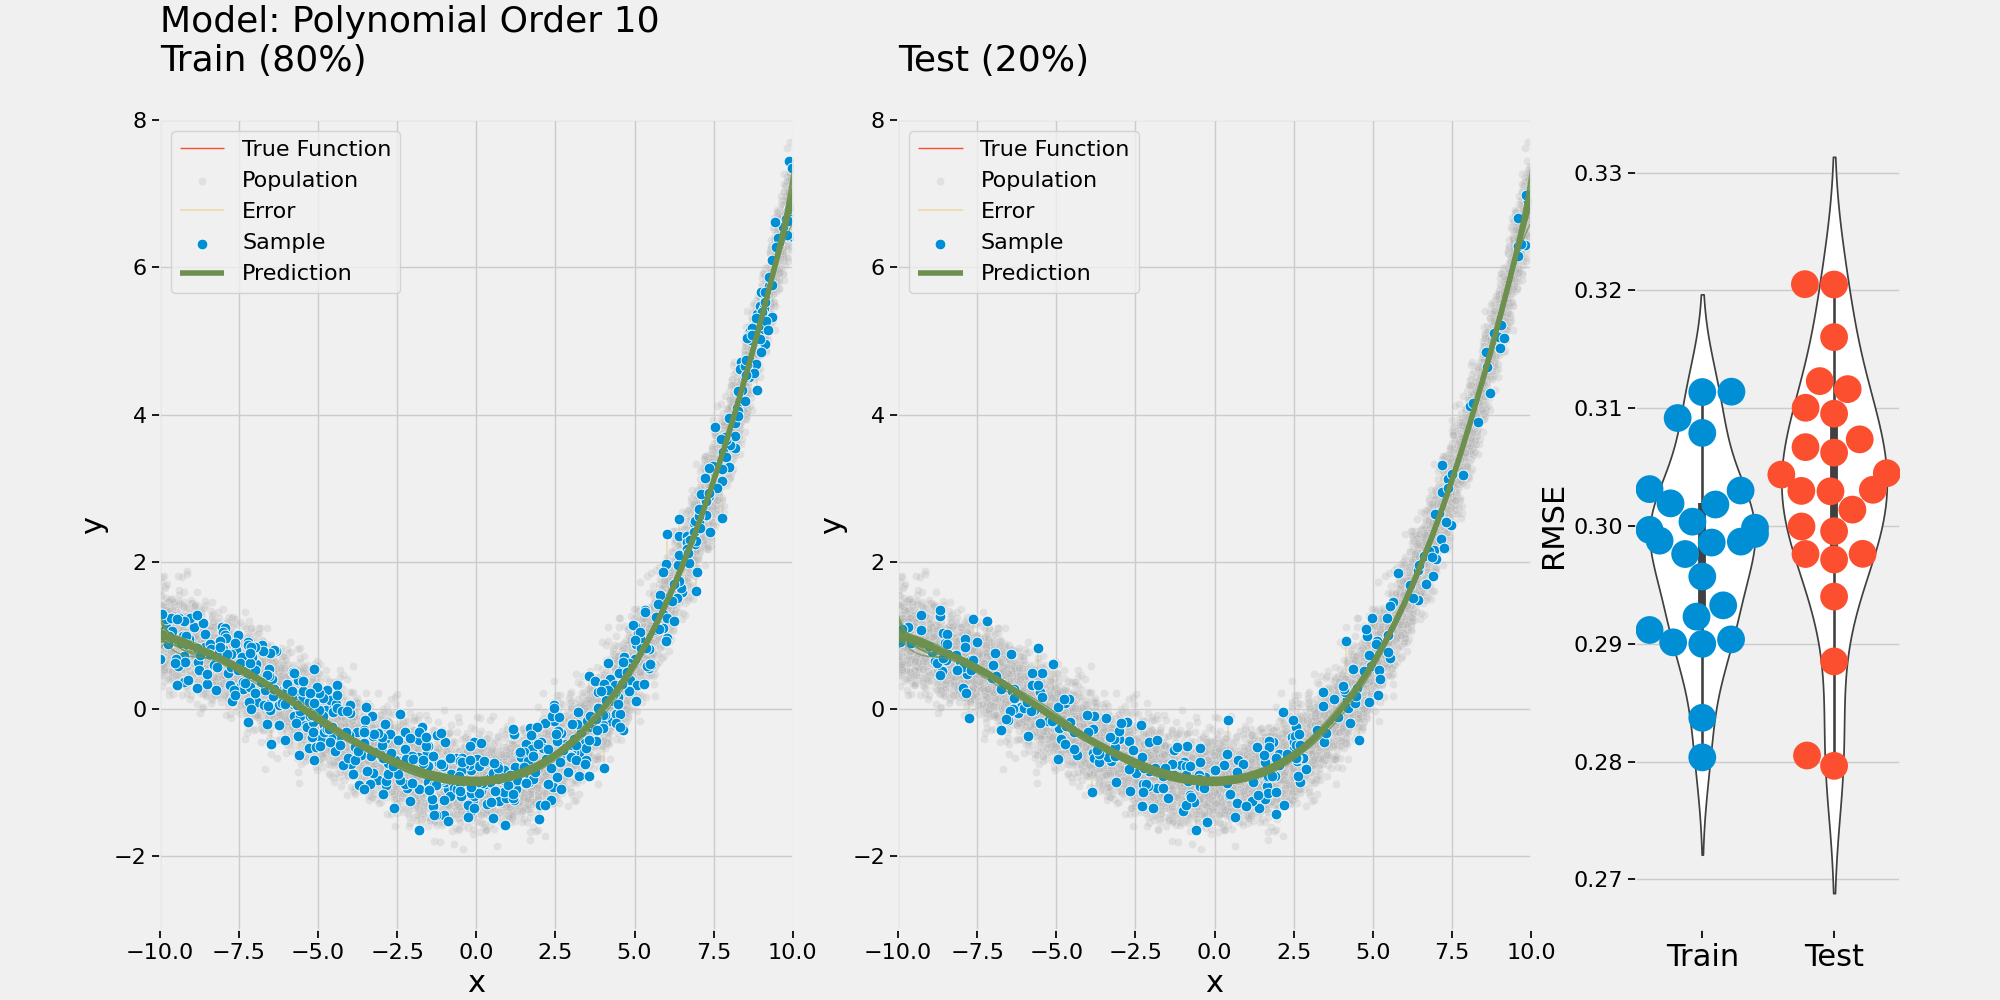 Model: Polynomial Order 10
Train (80%)
Test (20%)
8
6
4
2
0
−2
y
True Function
Population
Error
Sample
Prediction
−10.0 −7.5 −5.0 −2.5 0.0 2.5 5.0 7.5 10.0
x
8
6
4
2
0
−2
y
True Function
Population
Error
Sample
Prediction
−10.0 −7.5 −5.0 −2.5 0.0 2.5 5.0 7.5 10.0
x
0.33
0.32
0.31
0.30
0.29
0.28
0.27
RMSE
Train Test